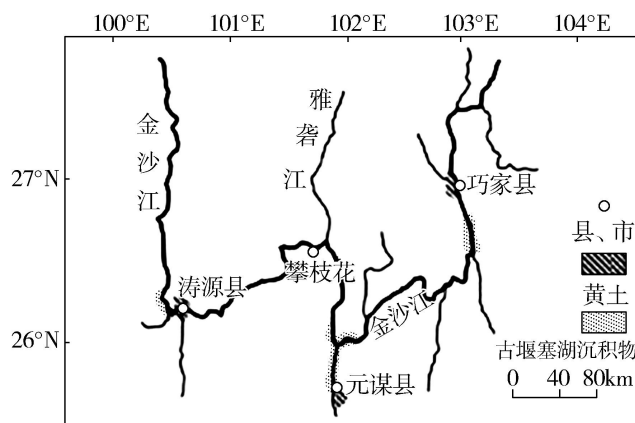 100°E 101°E 102°E 103°E 104°E
27°N
26°N
金沙江
雅砻江
巧家县
攀枝花
涛源县
金沙江
元谋县
县、市
黄土
古堰塞湖沉积物
0 40 80km